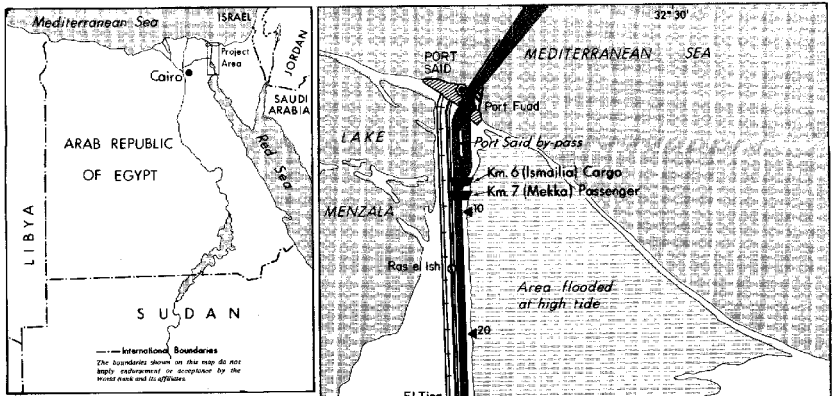 Mediterranean Sea
ISRAEL
Project
Area
Cairo
JORDAN
SAUDI
ARABIA
ARAB REPUBLIC
OF EGYPT
Red Sea
LIBYA
SUDAN
International Boundaries
The boundaries shown on this map do not
imply endorsement or acceptance by the
World Bank and its affiliates.
32° 30'
MEDITERRANEAN SEA
PORT
SAID
Port Fuad
LAKE
Port Said by-pass
Km. 6 (Ismailia) Cargo
Km. 7 (Mekka) Passenger
MENZALA
10
Ras el Ish
Area flooded
at high tide
20